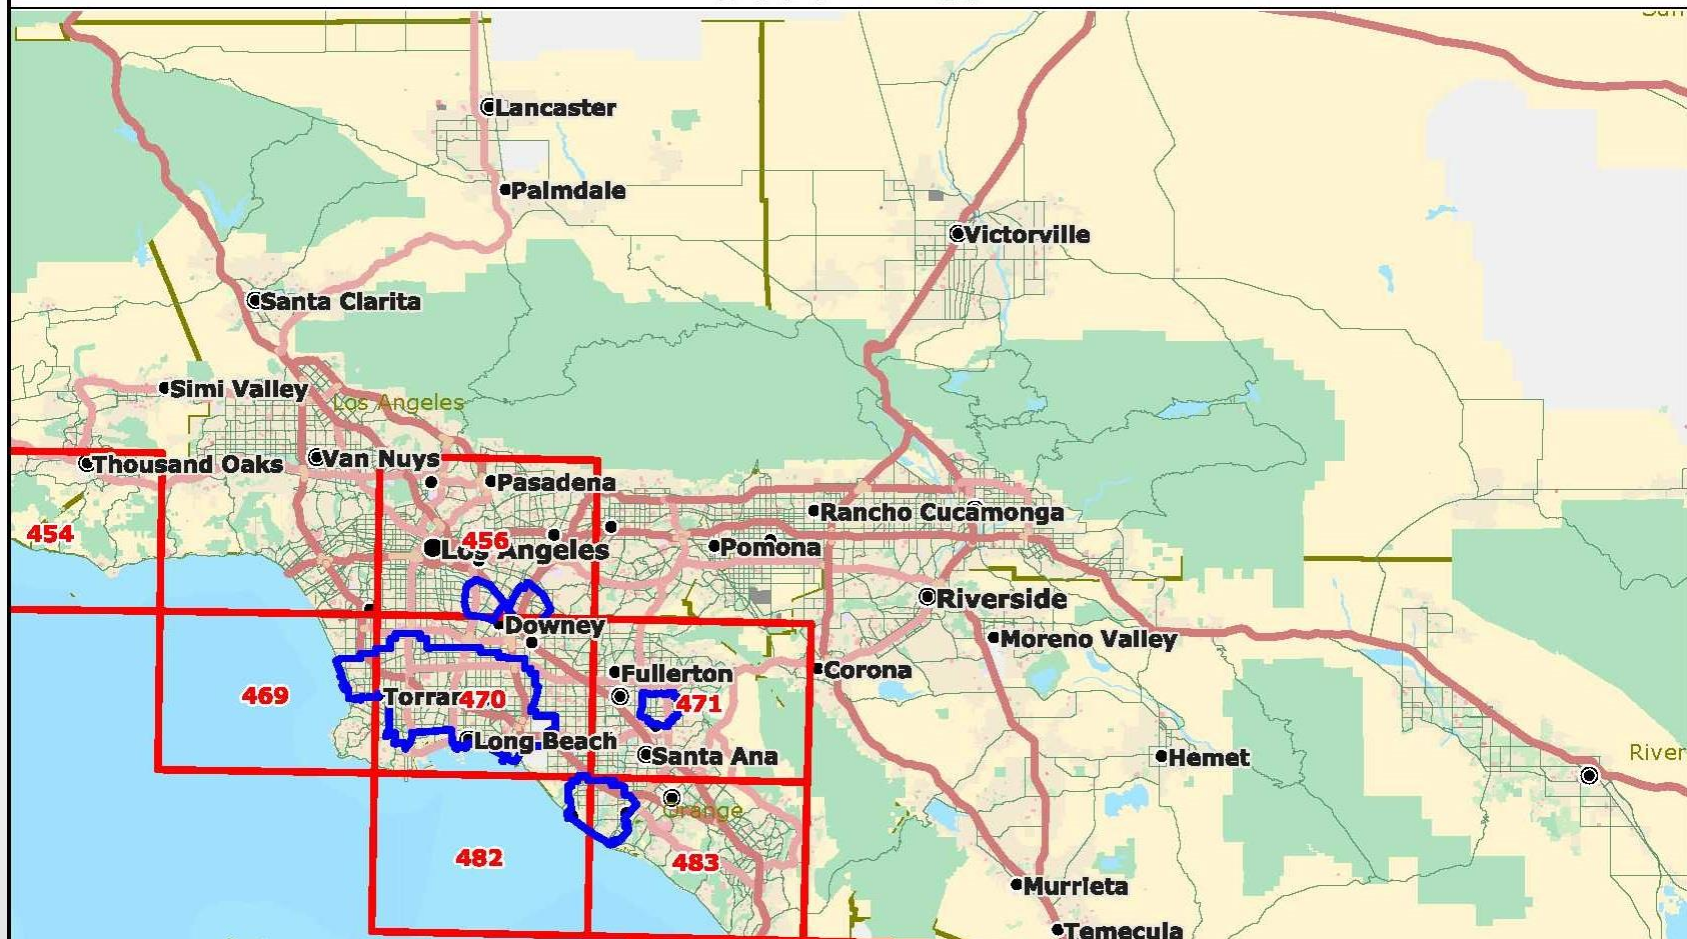 Lancaster
Palmdale
Victorville
Santa Clarita
Simi Valley
Los Angeles
Thousand Oaks
Van Nuys
Pasadena
Rancho Cucamonga
454
456
Los Angeles
Pomona
Riverside
Downey
Moreno Valley
Fullerton
Corona
469
Torrar
470
471
Long Beach
Santa Ana
Hemet
River
Orange
482
483
Murrieta
Temecula